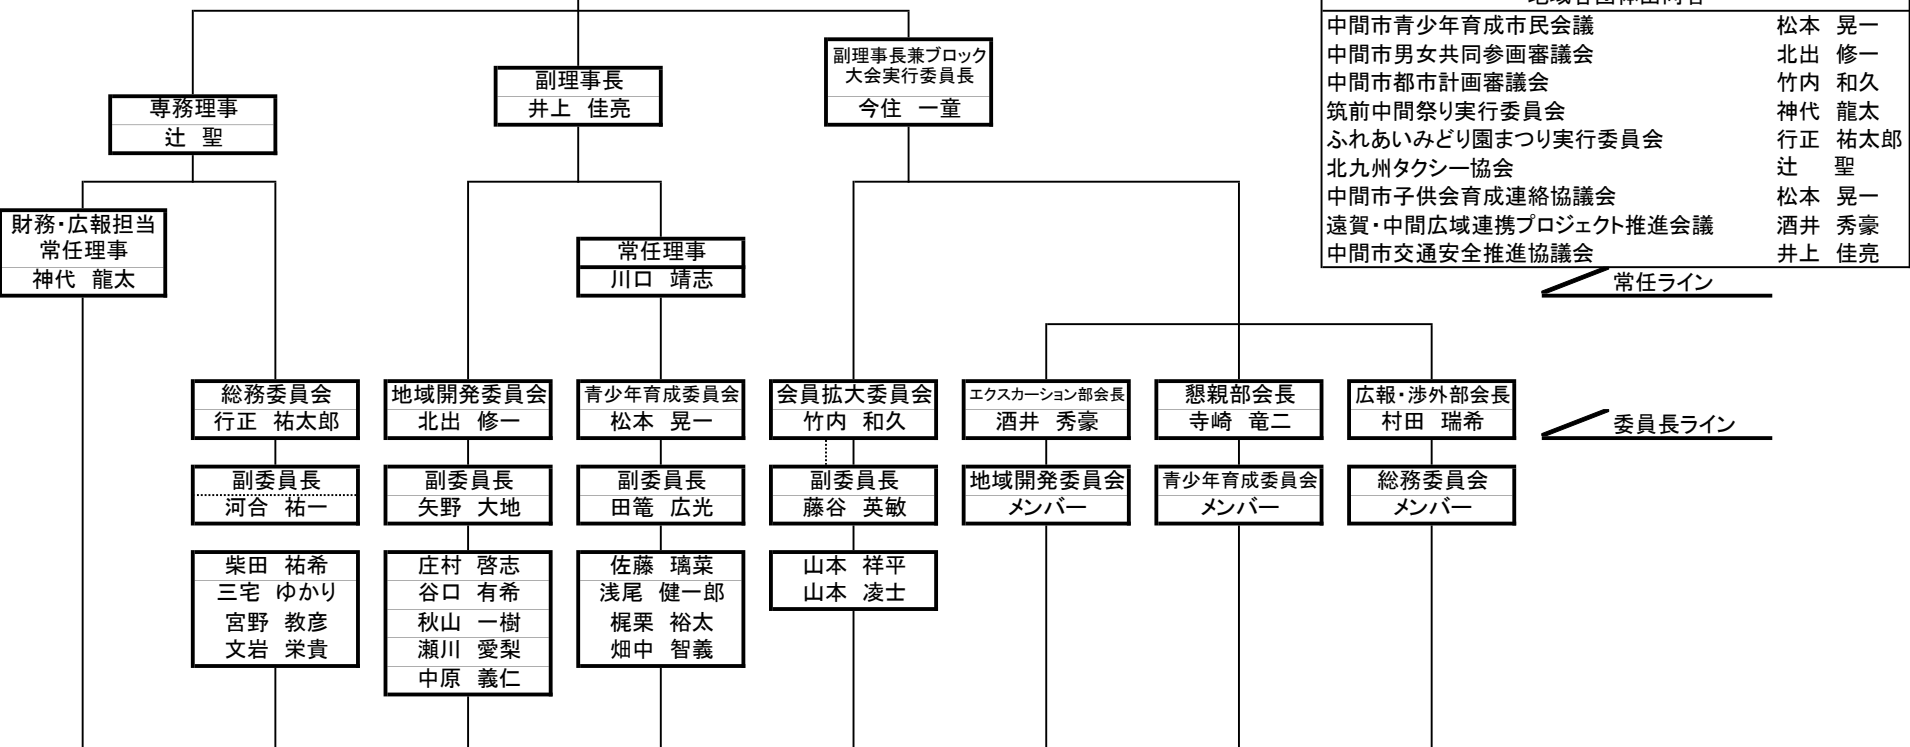 中間市青少年育成市民会議 松本 晃一
中間市男女共同参画審議会 北出 修一
中間市都市計画審議会 竹内 和久
筑前中間祭り実行委員会 神代 龍太
ふれあいみどり園まつり実行委員会 行正 祐太郎
北九州タクシー協会 辻 聖
中間市子供会育成連絡協議会 松本 晃一
遠賀・中間広域連携プロジェクト推進会議 酒井 秀豪
中間市交通安全推進協議会 井上 佳亮
副理事長兼ブロック
大会実行委員長
今住 一童
副理事長
井上 佳亮
専務理事
辻 聖
財務・広報担当
常任理事
神代 龍太
常任理事
川口 靖志
常任ライン
総務委員会
行正 祐太郎
地域開発委員会
北出 修一
青少年育成委員会
松本 晃一
会員拡大委員会
竹内 和久
エクスカーション部会長
酒井 秀豪
懇親部会長
寺崎 竜二
広報・渉外部会長
村田 瑞希
委員長ライン
副委員長
河合 祐一
副委員長
矢野 大地
副委員長
田篭 広光
副委員長
藤谷 英敏
地域開発委員会
メンバー
青少年育成委員会
メンバー
総務委員会
メンバー
柴田 祐希
三宅 ゆかり
宮野 教彦
文岩 栄貴
庄村 啓志
谷口 有希
秋山 一樹
瀬川 愛梨
中原 義仁
佐藤 璃菜
浅尾 健一郎
梶栗 裕太
畑中 智義
山本 祥平
山本 凌士